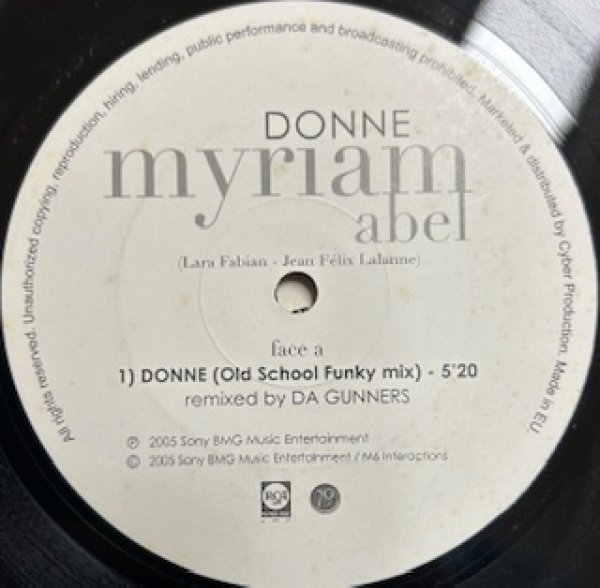 All rights reserved. Unauthorized copying, reproduction, hiring, lending, public performance and broadcasting prohibited. Marketed & distributed by Cyber Production. Made in EU.
DONNE
myriam
abel
(Lara Fabian - Jean Félix Lalanne)
face a
1) DONNE (Old School Funky mix) - 5'20
remixed by DA GUNNERS
℗ 2005 Sony BMG Music Entertainment
© 2005 Sony BMG Music Entertainment / M6 Interactions
RCA